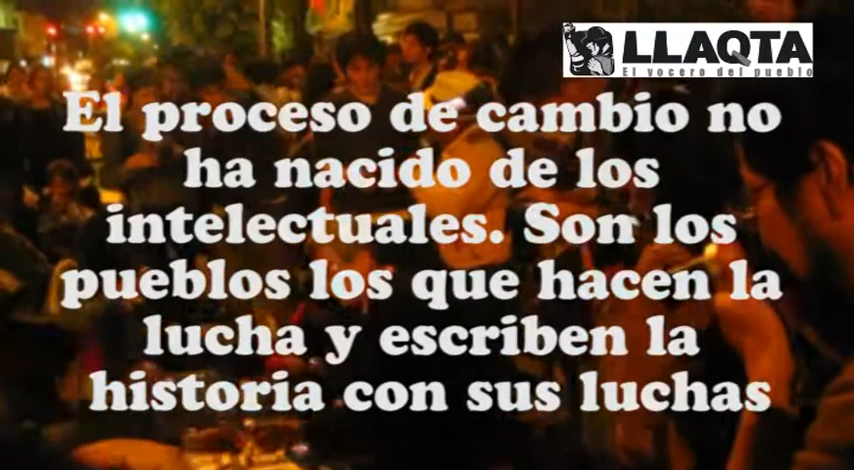 LLAQTA
El vocero del pueblo
El proceso de cambio no
ha nacido de los
intelectuales. Son los
pueblos los que hacen la
lucha y escriben la
historia con sus luchas